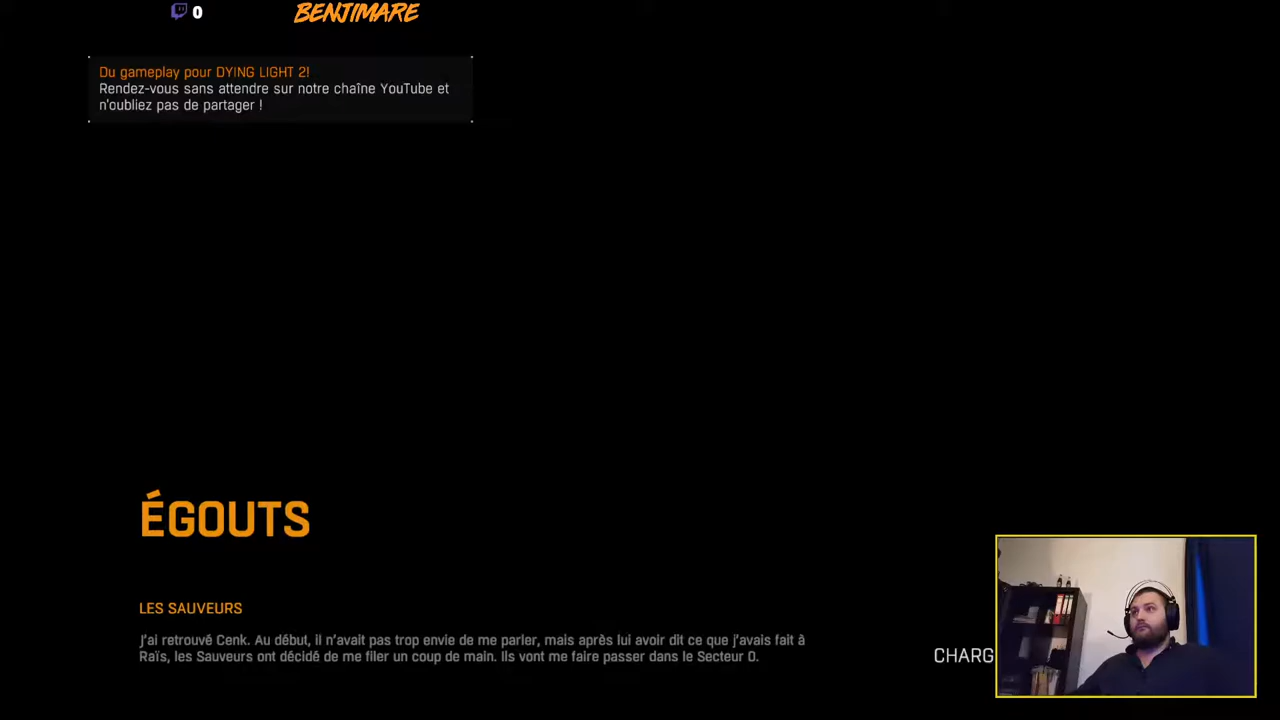 0
BENJIMARE
Du gameplay pour DYING LIGHT 2!
Rendez-vous sans attendre sur notre chaîne YouTube et
n'oubliez pas de partager !
ÉGOUTS
LES SAUVEURS
J'ai retrouvé Cenk. Au début, il n'avait pas trop envie de me parler, mais après lui avoir dit ce que j'avais fait à
Raïs, les Sauveurs ont décidé de me filer un coup de main. Ils vont me faire passer dans le Secteur 0.
CHARG